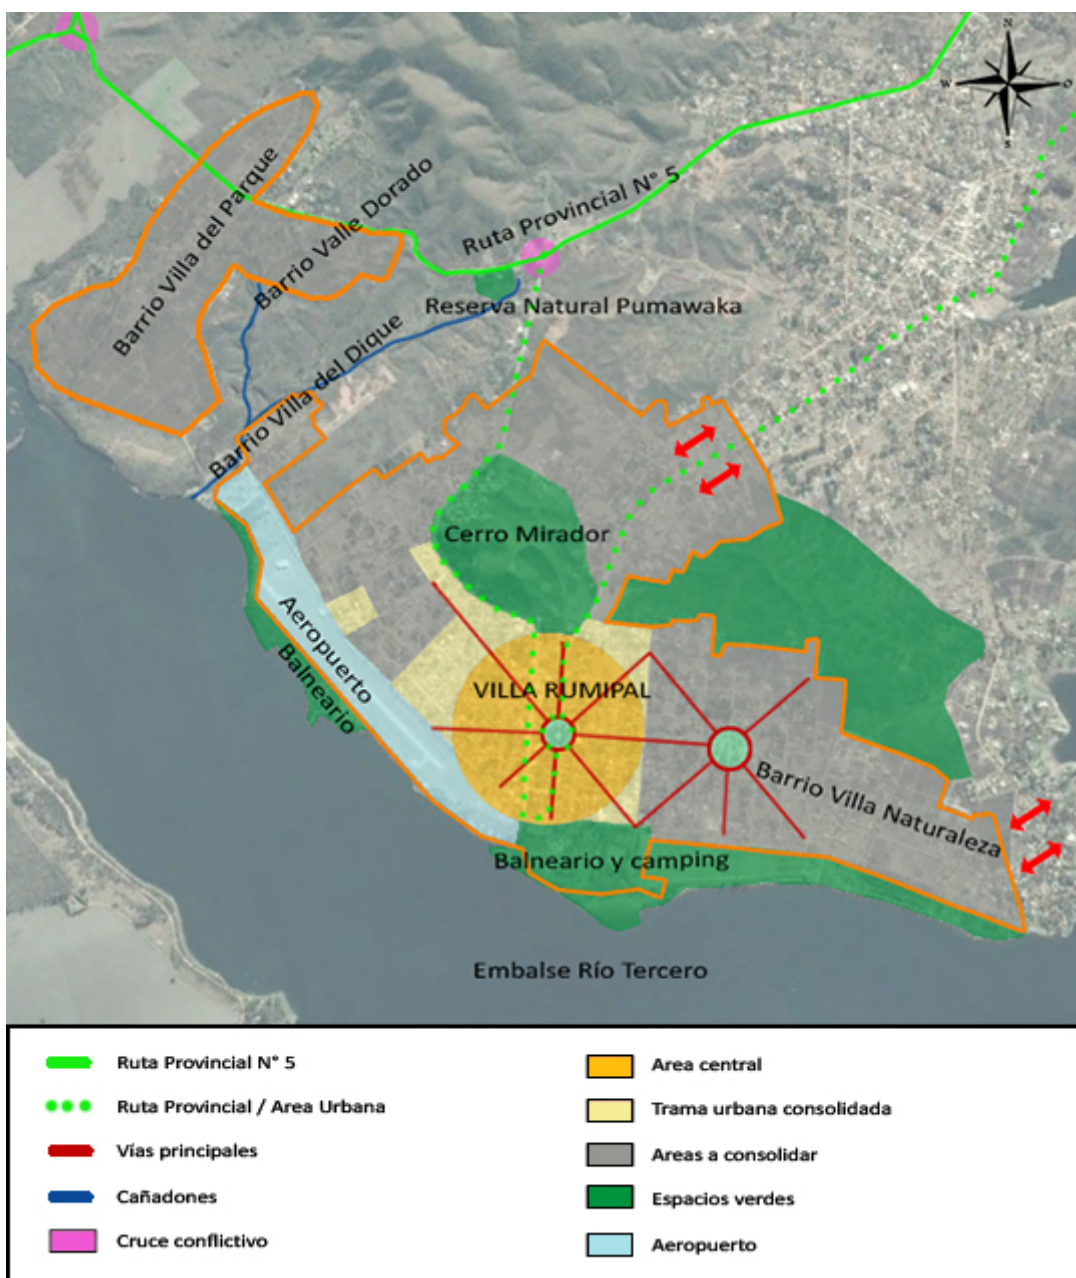 N
W
O
S
Barrio Villa del Parque
Barrio Valle Dorado
Ruta Provincial N° 5
Reserva Natural Pumawaka
Barrio Villa del Dique
Cerro Mirador
Aeropuerto
Balneario
VILLA RUMIPAL
Barrio Villa Naturaleza
Balneario y camping
Embalse Río Tercero
Ruta Provincial N° 5
Ruta Provincial / Area Urbana
Vías principales
Cañadones
Cruce conflictivo
Area central
Trama urbana consolidada
Areas a consolidar
Espacios verdes
Aeropuerto